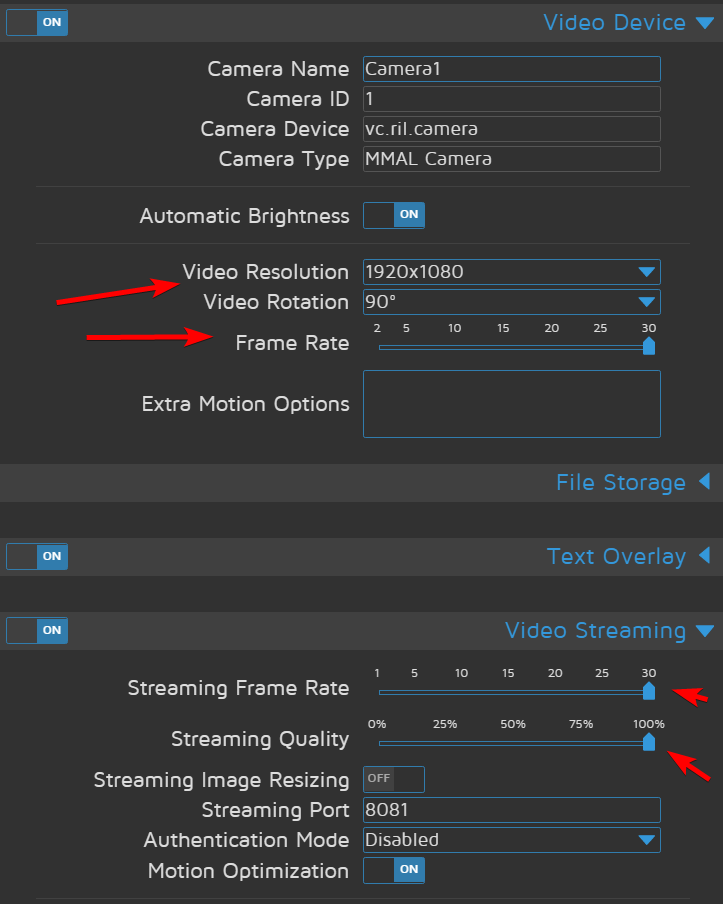 ON Video Device
Camera Name Camera1
Camera ID 1
Camera Device vc.ril.camera
Camera Type MMAL Camera
Automatic Brightness ON
Video Resolution 1920x1080
Video Rotation 90°
2 5 10 15 20 25 30
Frame Rate
Extra Motion Options
File Storage
ON Text Overlay
ON Video Streaming
1 5 10 15 20 25 30
Streaming Frame Rate
0% 25% 50% 75% 100%
Streaming Quality
Streaming Image Resizing OFF
Streaming Port 8081
Authentication Mode Disabled
Motion Optimization ON